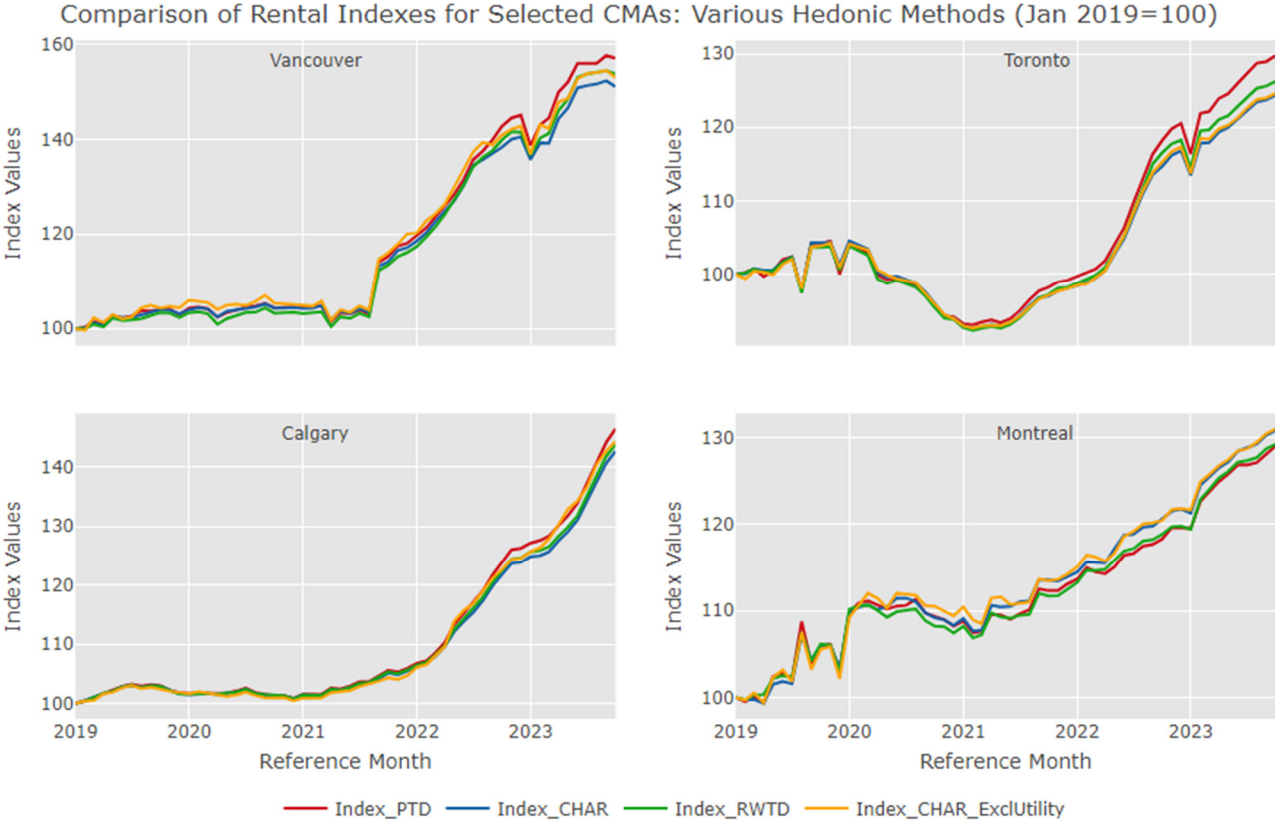 Comparison of Rental Indexes for Selected CMAs: Various Hedonic Methods (Jan 2019=100)
Vancouver
Index Values
160
140
120
100
Toronto
Index Values
130
120
110
100
Calgary
Index Values
140
130
120
110
100
2019 2020 2021 2022 2023
Reference Month
Montreal
Index Values
130
120
110
100
2019 2020 2021 2022 2023
Reference Month
Index_PTD Index_CHAR Index_RWTD Index_CHAR_ExclUtility